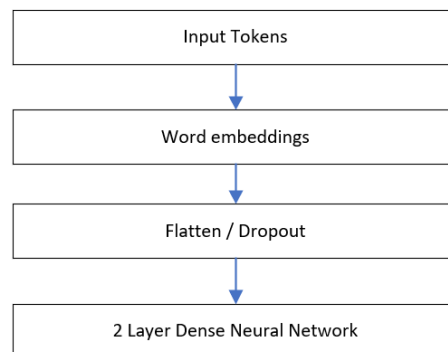 Input Tokens
Word embeddings
Flatten / Dropout
2 Layer Dense Neural Network